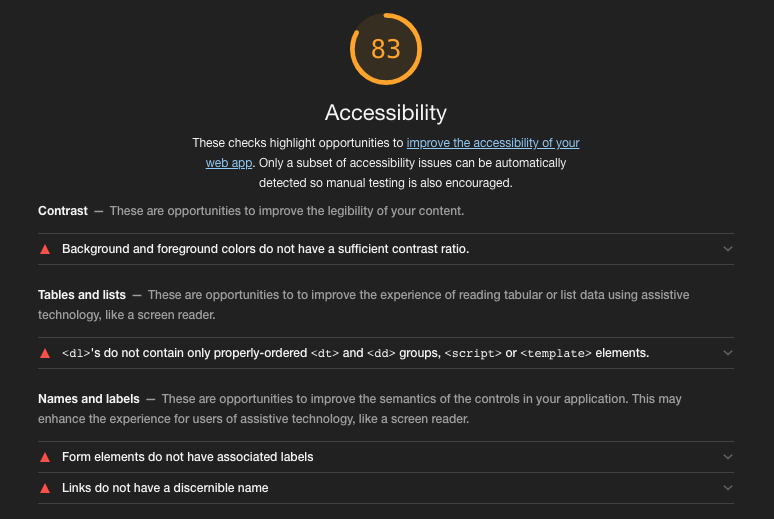 83
Accessibility
These checks highlight opportunities to improve the accessibility of your
web app. Only a subset of accessibility issues can be automatically
detected so manual testing is also encouraged.
Contrast — These are opportunities to improve the legibility of your content.
Background and foreground colors do not have a sufficient contrast ratio.
Tables and lists — These are opportunities to to improve the experience of reading tabular or list data using assistive
technology, like a screen reader.
<dl>'s do not contain only properly-ordered <dt> and <dd> groups, <script> or <template> elements.
Names and labels — These are opportunities to improve the semantics of the controls in your application. This may
enhance the experience for users of assistive technology, like a screen reader.
Form elements do not have associated labels
Links do not have a discernible name